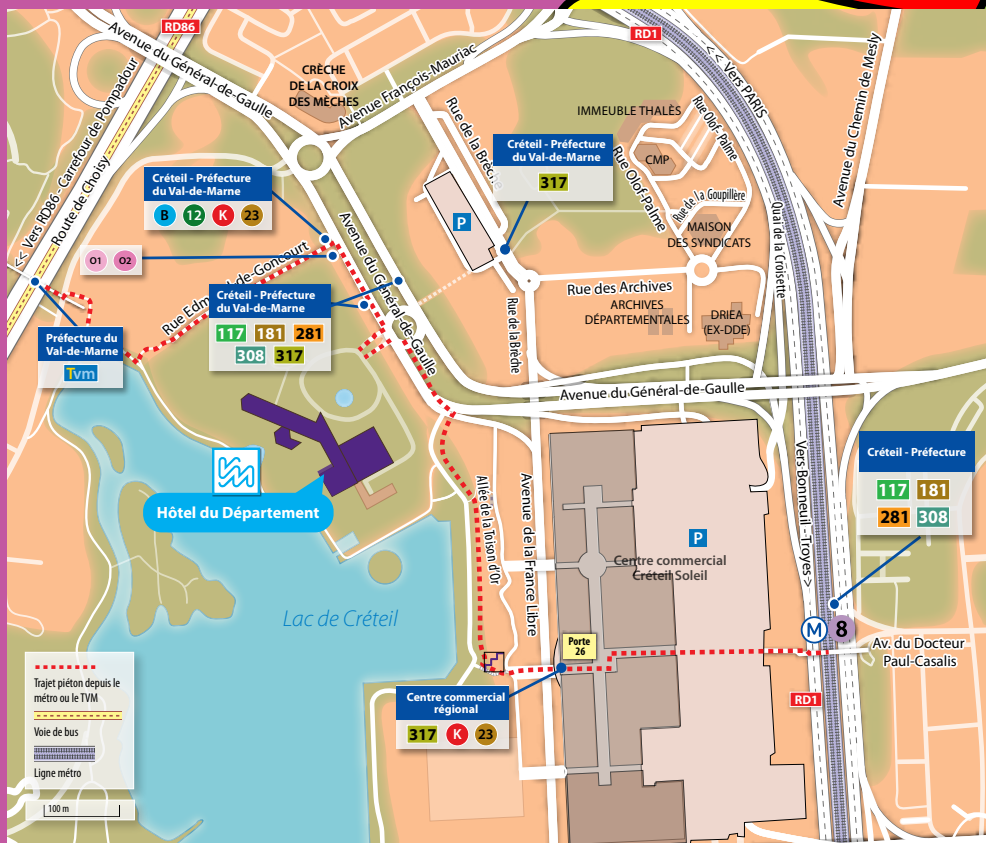 RD86
Avenue du Général-de-Gaulle
CRÈCHE
DE LA CROIX
DES MÈCHES
Avenue François-Mauriac
RD1
<< Vers PARIS
Avenue du Chemin de Mesly
<< Vers RD86 - Carrefour de Pompadour
Route de Choisy
Rue de la Brèche
IMMEUBLE THALÈS
Rue Olof-Palme
CMP
Rue Olof-Palme
Rue de La Goupillère
MAISON
DES SYNDICATS
Quai de la Croisette
Créteil - Préfecture
du Val-de-Marne
317
Créteil - Préfecture
du Val-de-Marne
B 12 K 23
P
O1 O2
Rue Edmond-de-Goncourt
Avenue du Général-de-Gaulle
Créteil - Préfecture
du Val-de-Marne
117 181 281
308 317
Rue des Archives
ARCHIVES
DÉPARTEMENTALES
DRIEA
(EX-DDE)
Rue de la Brèche
Préfecture du
Val-de-Marne
Tvm
Avenue du Général-de-Gaulle
Vers Bonneuil - Troyes >>
Créteil - Préfecture
117 181
281 308
Hôtel du Département
Allée de la Toison d'Or
Avenue de la France Libre
P
Centre commercial
Créteil Soleil
Lac de Créteil
M 8
Av. du Docteur
Paul-Casalis
Porte
26
RD1
Centre commercial
régional
317 K 23
Trajet piéton depuis le
métro ou le TVM
Voie de bus
Ligne métro
100 m